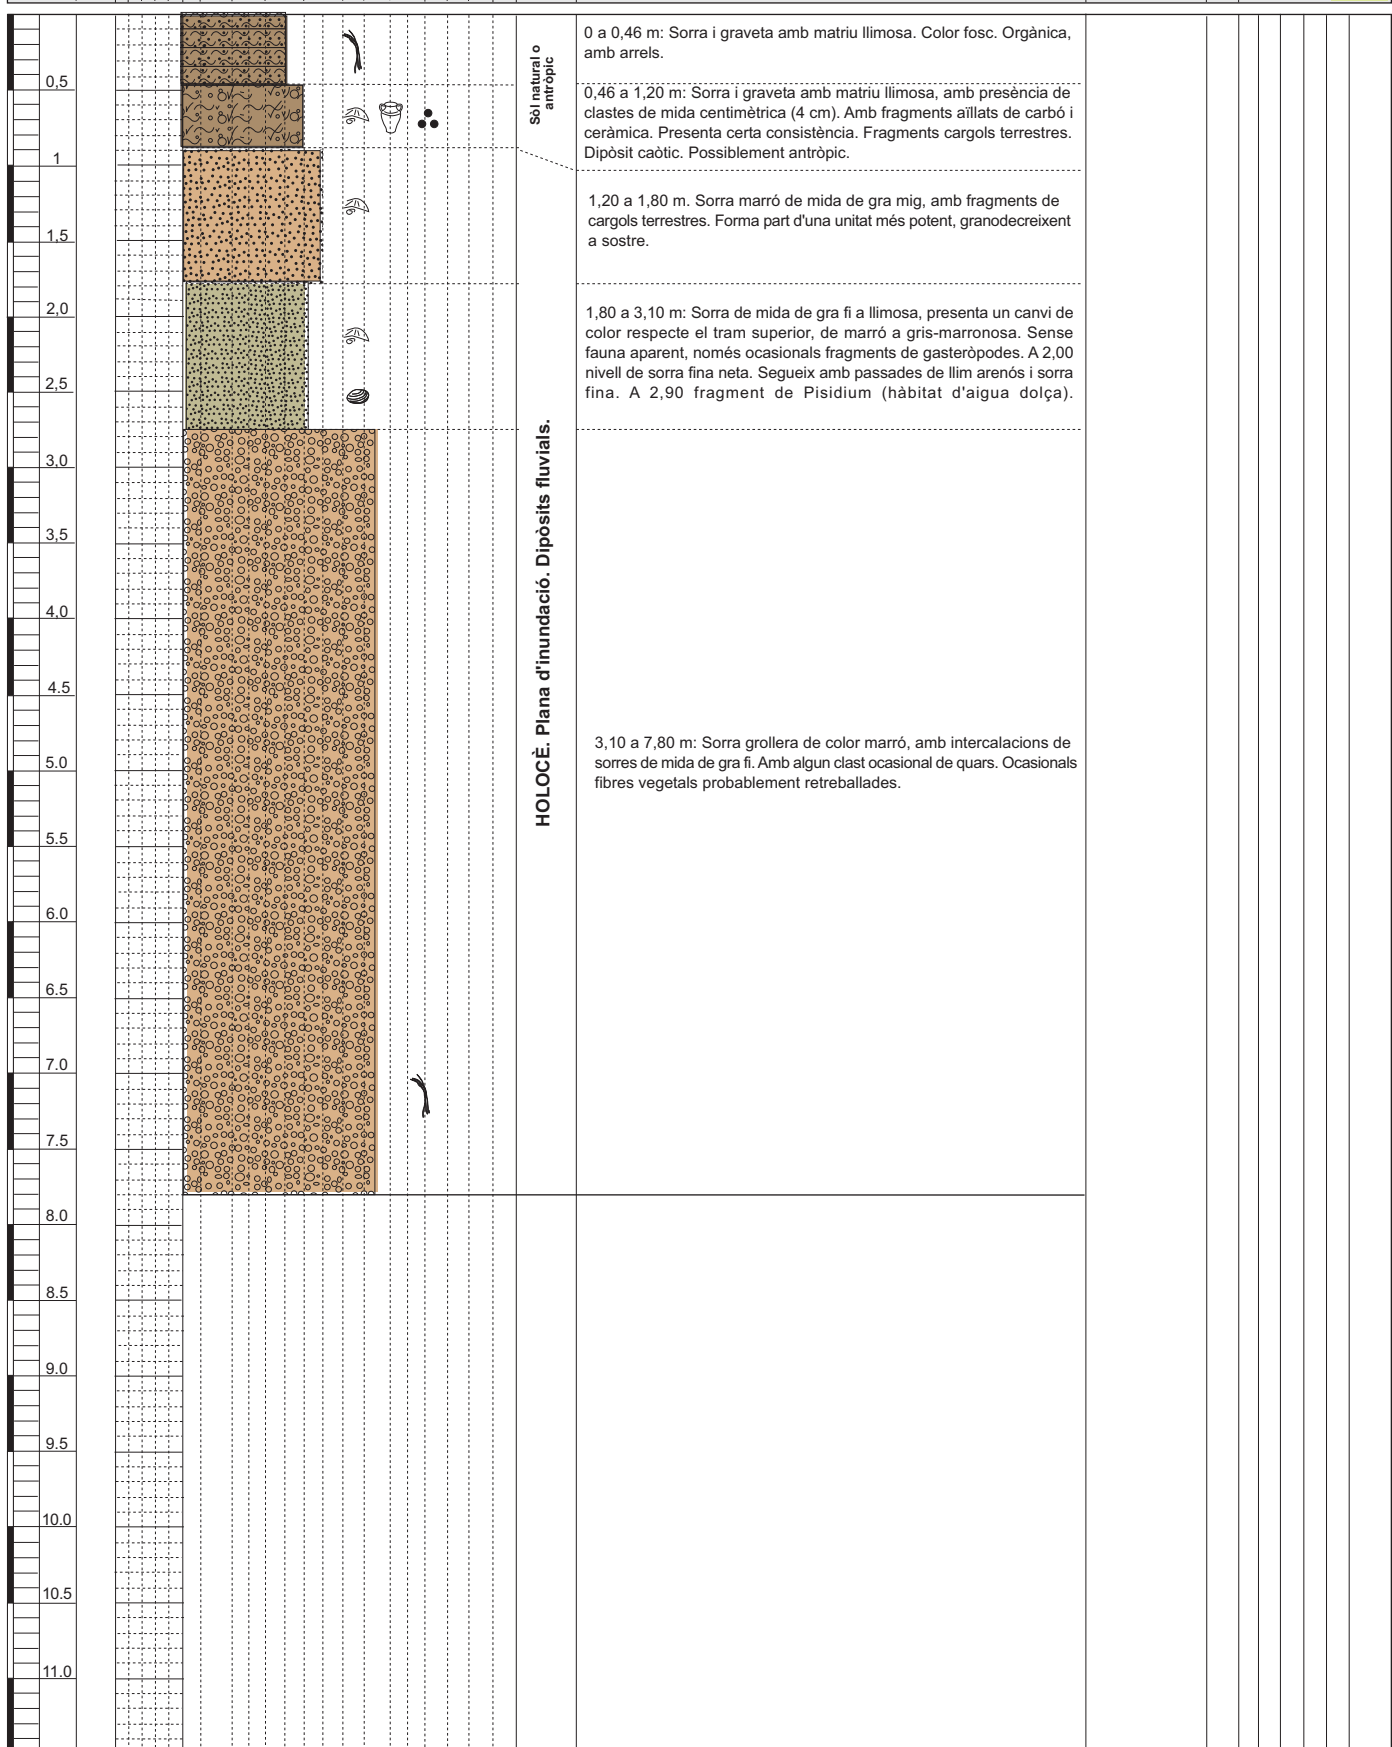 0 a 0,46 m: Sorra i graveta amb matriu llimosa. Color fosc. Orgànica,
amb arrels.
0,46 a 1,20 m: Sorra i graveta amb matriu llimosa, amb presència de
clastes de mida centimètrica (4 cm). Amb fragments aïllats de carbó i
ceràmica. Presenta certa consistència. Fragments cargols terrestres.
Dipòsit caòtic. Possiblement antròpic.
1,20 a 1,80 m. Sorra marró de mida de gra mig, amb fragments de
cargols terrestres. Forma part d'una unitat més potent, granodecreixent
a sostre.
1,80 a 3,10 m: Sorra de mida de gra fi a llimosa, presenta un canvi de
color respecte el tram superior, de marró a gris-marronosa. Sense
fauna aparent, només ocasionals fragments de gasteròpodes. A 2,00
nivell de sorra fina neta. Segueix amb passades de llim arenós i sorra
fina. A 2,90 fragment de Pisidium (hàbitat d'aigua dolça).
3,10 a 7,80 m: Sorra grollera de color marró, amb intercalacions de
sorres de mida de gra fi. Amb algun clast ocasional de quars. Ocasionals
fibres vegetals probablement retreballades.
Sòl natural o
antròpic
HOLOCÈ. Plana d'inundació. Dipòsits fluvials.
0,5
1
1,5
2,0
2,5
3.0
3,5
4,0
4.5
5.0
5.5
6.0
6.5
7.0
7.5
8.0
8.5
9.0
9.5
10.0
10.5
11.0